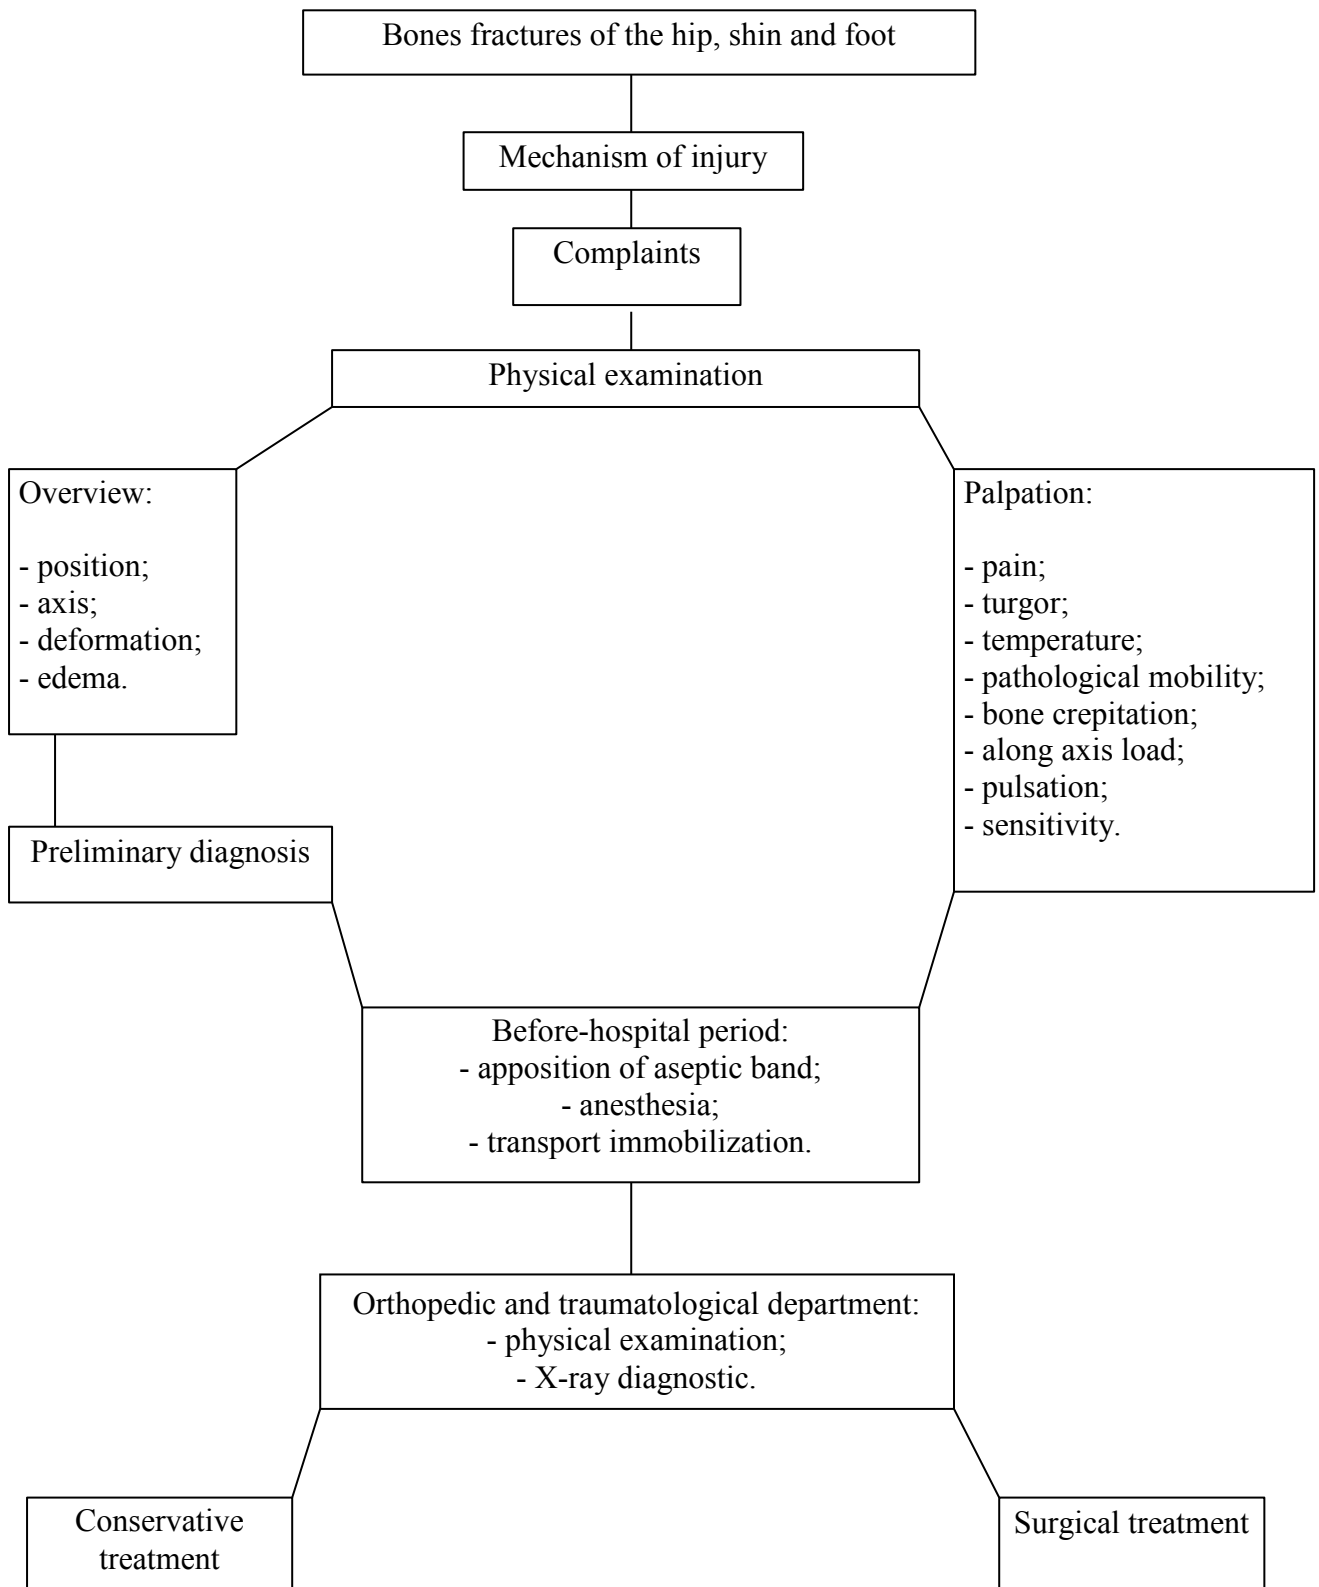 Bones fractures of the hip, shin and foot
Mechanism of injury
Complaints
Physical examination
Overview:
- position;
- axis;
- deformation;
- edema.
Palpation:
- pain;
- turgor;
- temperature;
- pathological mobility;
- bone crepitation;
- along axis load;
- pulsation;
- sensitivity.
Preliminary diagnosis
Before-hospital period:
- apposition of aseptic band;
- anesthesia;
- transport immobilization.
Orthopedic and traumatological department:
- physical examination;
- X-ray diagnostic.
Conservative
treatment
Surgical treatment